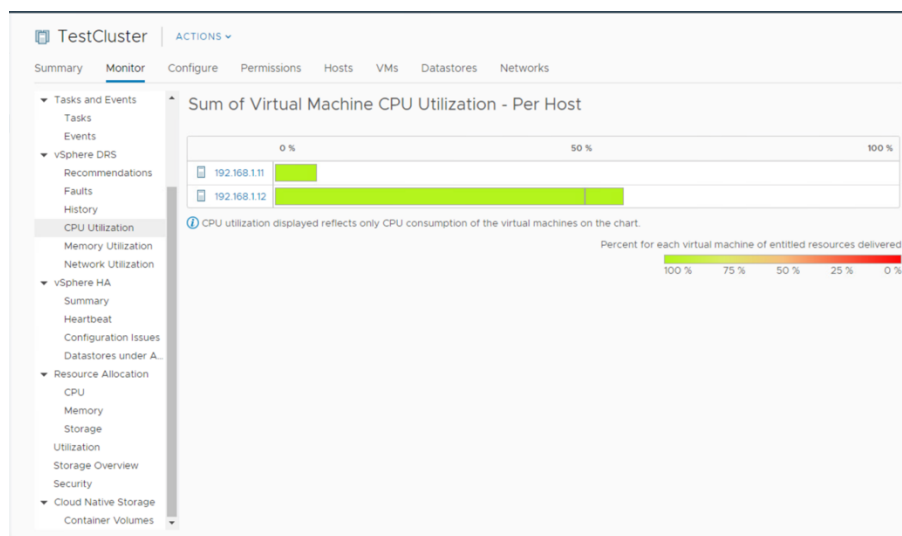 TestCluster ACTIONS
Summary Monitor Configure Permissions Hosts VMs Datastores Networks
Tasks and Events
Tasks
Events
vSphere DRS
Recommendations
Faults
History
CPU Utilization
Memory Utilization
Network Utilization
vSphere HA
Summary
Heartbeat
Configuration Issues
Datastores under A...
Resource Allocation
CPU
Memory
Storage
Utilization
Storage Overview
Security
Cloud Native Storage
Container Volumes
Sum of Virtual Machine CPU Utilization - Per Host
0 % 50 % 100 %
192.168.1.11
192.168.1.12
CPU utilization displayed reflects only CPU consumption of the virtual machines on the chart.
Percent for each virtual machine of entitled resources delivered
100 % 75 % 50 % 25 % 0 %